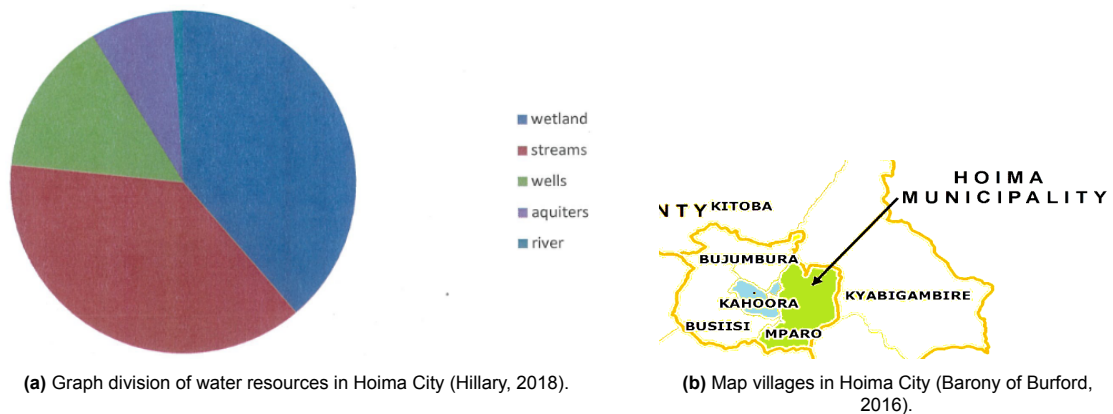 wetland
streams
wells
aquiters
river
(a) Graph division of water resources in Hoima City (Hillary, 2018).
HOIMA
MUNICIPALITY
NTY
KITOBA
BUJUMBURA
KAHOORA
KYABIGAMBIRE
BUSIISI
MPARO
(b) Map villages in Hoima City (Barony of Burford,
2016).